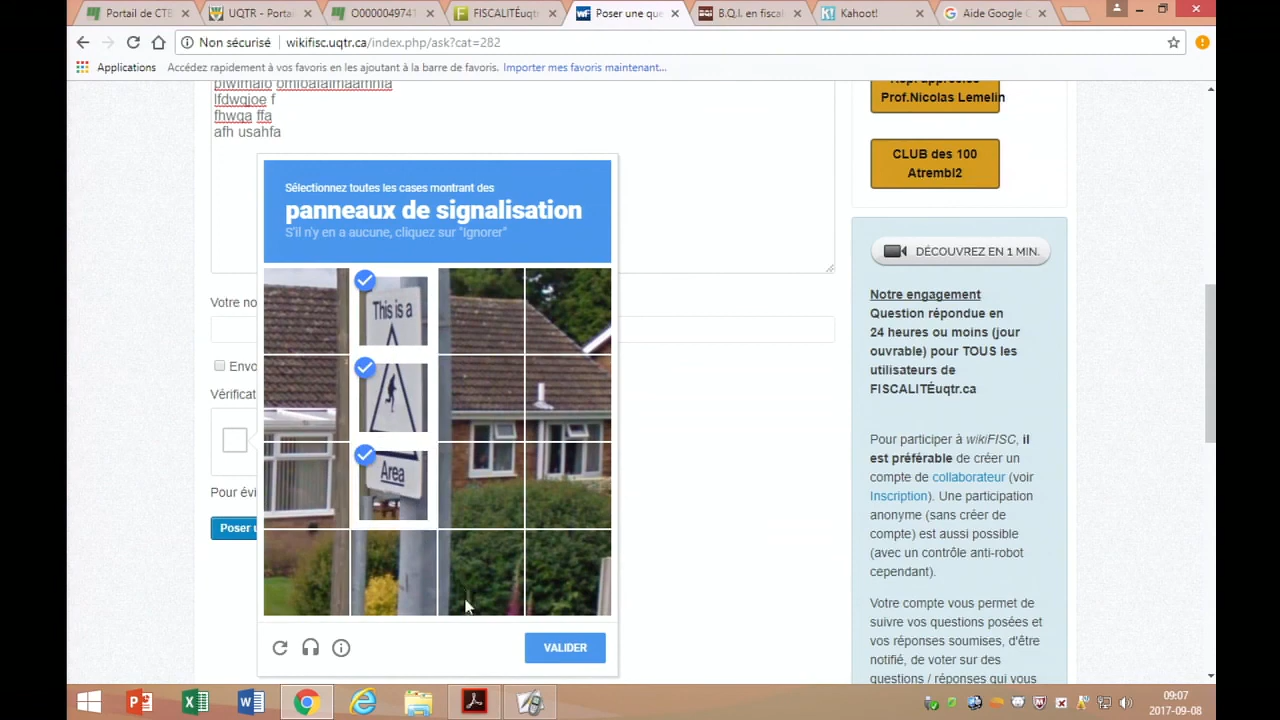 Portail de CTB
UQTR - Portai
O0000049741
FISCALITÉuqtr
Poser une que
B.Q.I. en fiscal
Kahoot!
Aide Google C
Non sécurisé
wikifisc.uqtr.ca/index.php/ask?cat=282
Applications
Accédez rapidement à vos favoris en les ajoutant à la barre de favoris.
Importer mes favoris maintenant...
lfdwqjoe f
fhwqa ffa
afh usahfa
Sélectionnez toutes les cases montrant des
panneaux de signalisation
S'il n'y en a aucune, cliquez sur "Ignorer"
This is a
Area
Votre no
Envo
Vérificat
Pour évi
Poser u
VALIDER
Prof.Nicolas Lemelin
CLUB des 100
Atrembl2
DÉCOUVREZ EN 1 MIN.
Notre engagement
Question répondue en
24 heures ou moins (jour
ouvrable) pour TOUS les
utilisateurs de
FISCALITÉuqtr.ca
Pour participer à wikiFISC, il
est préférable de créer un
compte de collaborateur (voir
Inscription). Une participation
anonyme (sans créer de
compte) est aussi possible
(avec un contrôle anti-robot
cependant).
Votre compte vous permet de
suivre vos questions posées et
vos réponses soumises, d'être
notifié, de voter sur des
questions / réponses qui vous
09:07
2017-09-08